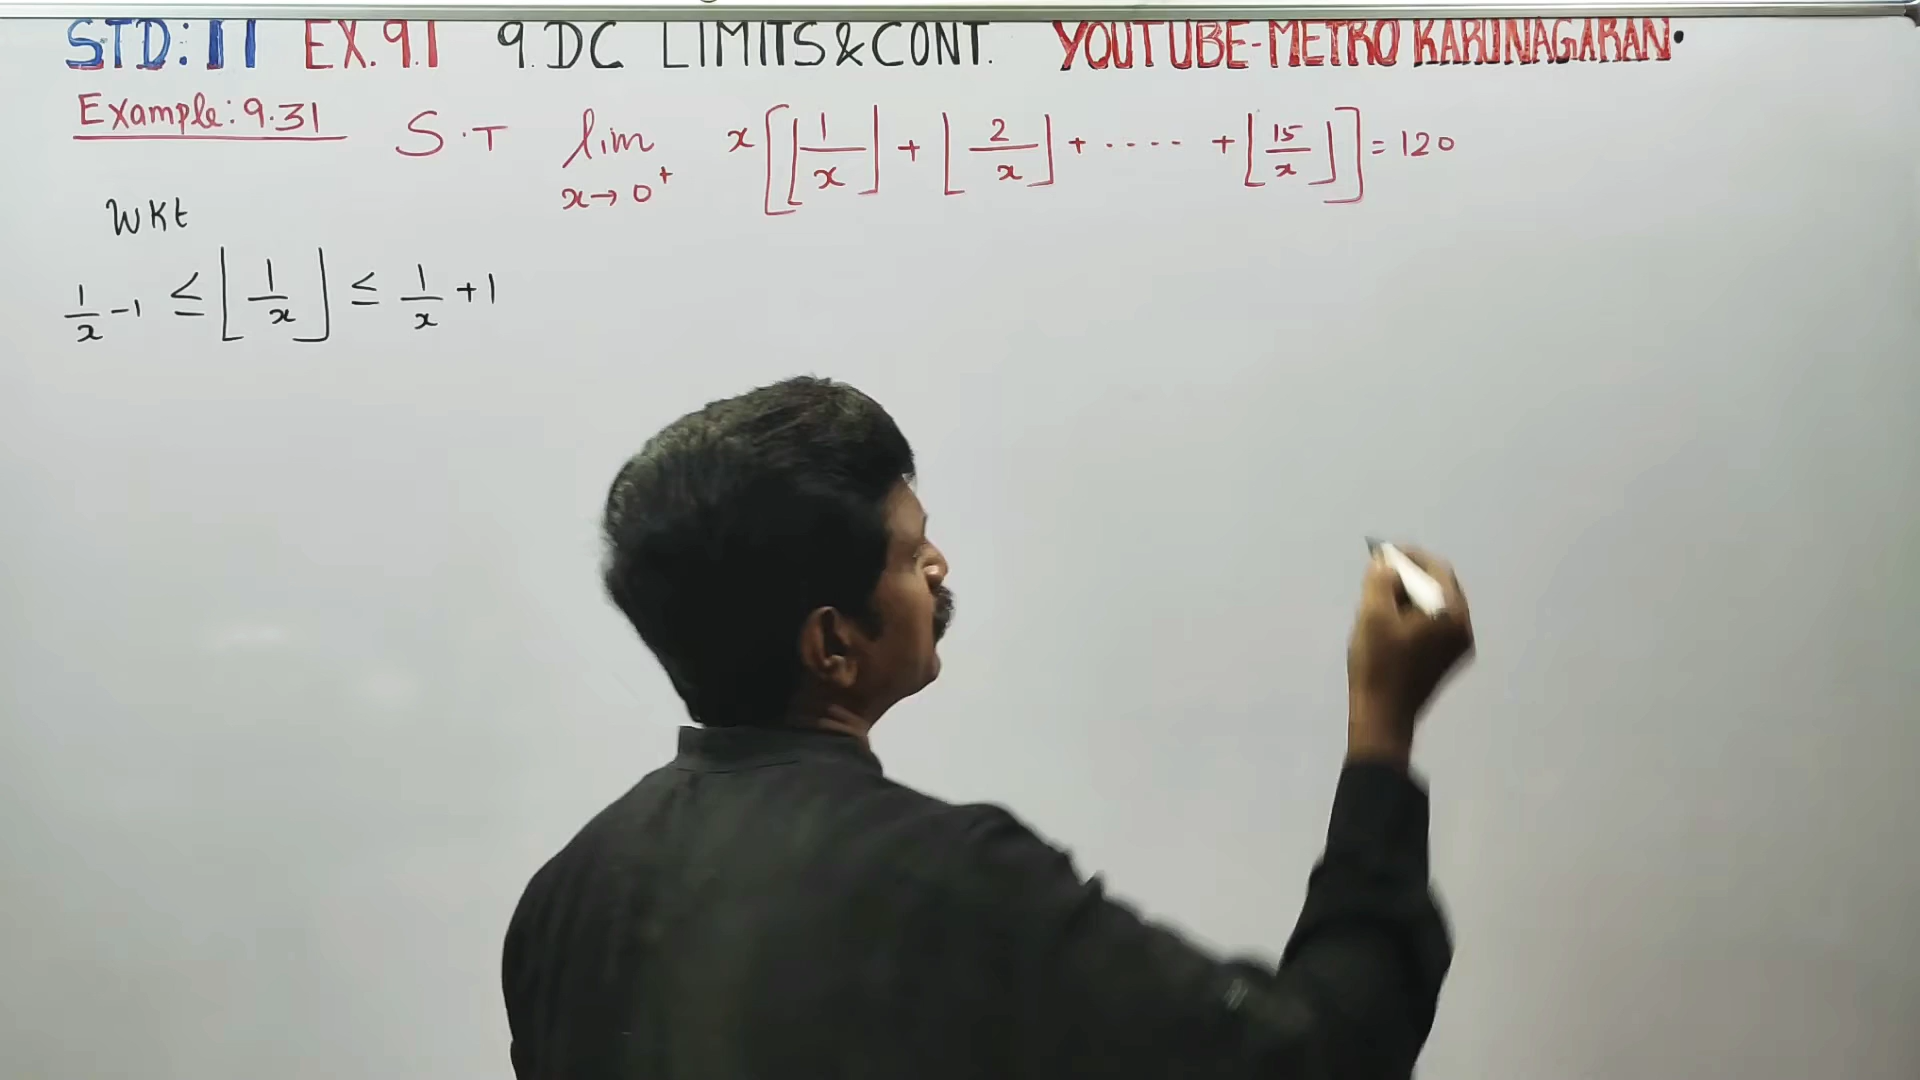 STD:11 EX.9.1 9.DC LIMITS&CONT. YOUTUBE-METRO KARUNAGARAN.
Example:9.31 S.T lim x→0⁺ x[⌊1/x⌋ + ⌊2/x⌋ + ..... + ⌊15/x⌋] = 120
WKt
1/x -1 ≤ ⌊1/x⌋ ≤ 1/x +1